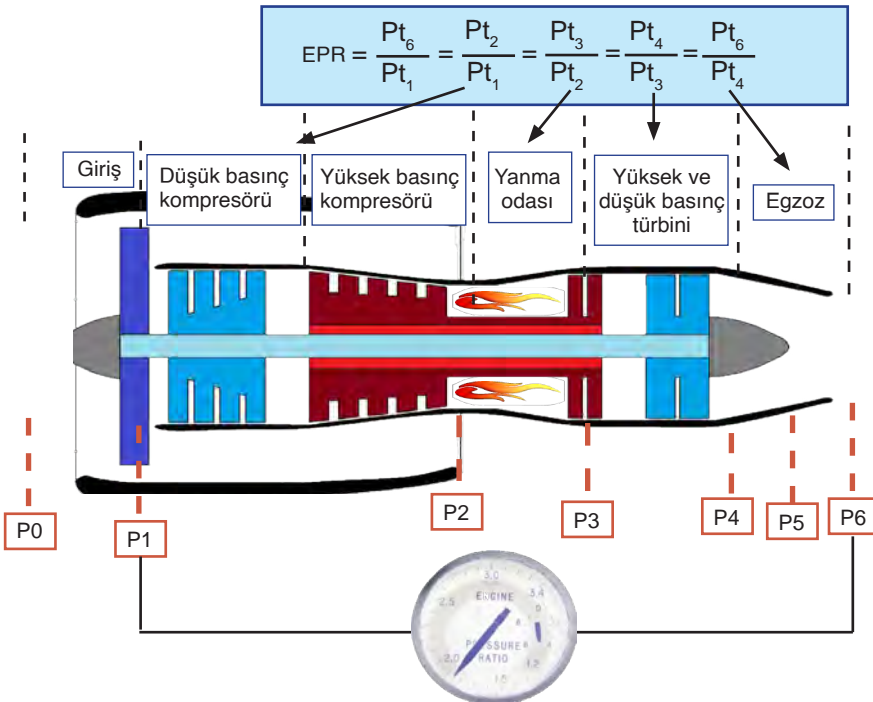 EPR = Pt₆/Pt₁ = Pt₂/Pt₁ = Pt₃/Pt₂ = Pt₄/Pt₃ = Pt₆/Pt₄
Giriş
Düşük basınç
kompresörü
Yüksek basınç
kompresörü
Yanma
odası
Yüksek ve
düşük basınç
türbini
Egzoz
P0
P1
P2
P3
P4
P5
P6
3.0
2.5
3.4
ENGINE
PRESSURE
RATIO
2.0
1.2
1.5